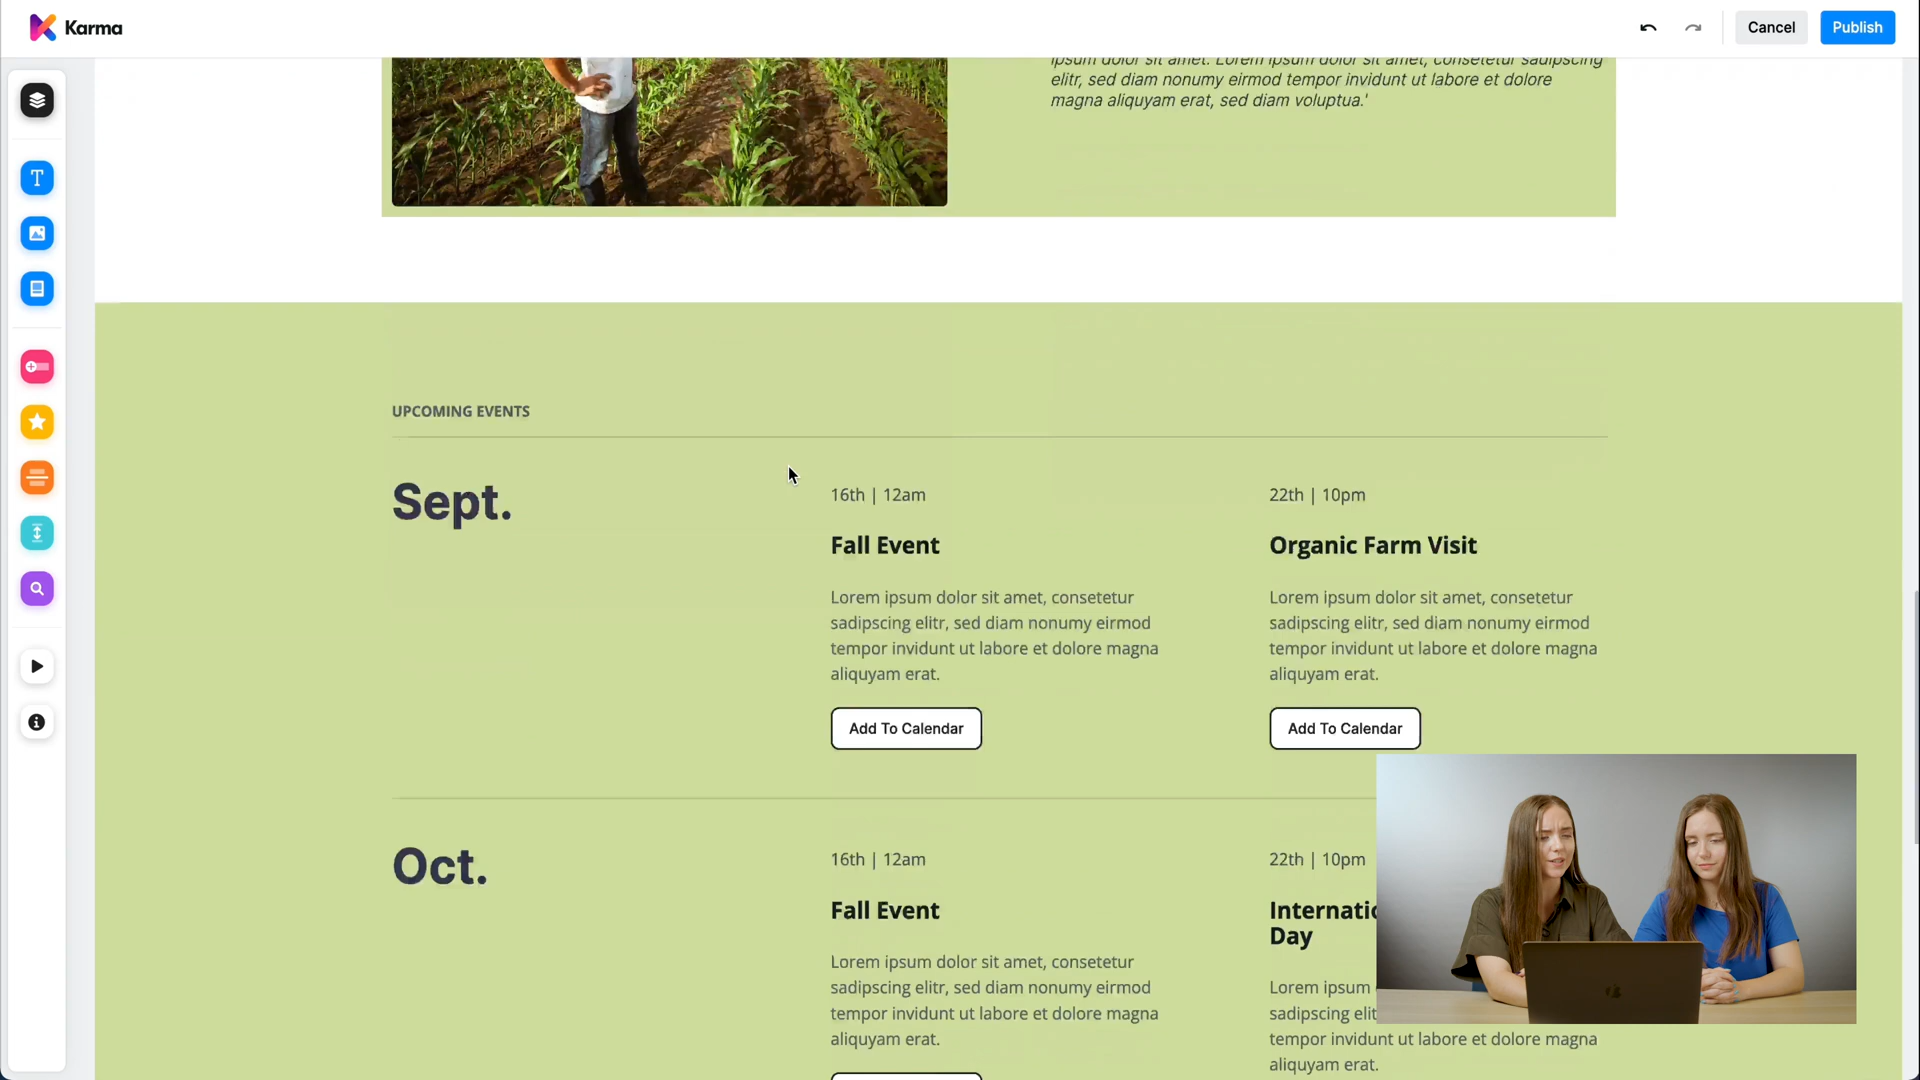 Karma
Cancel
Publish
ipsum dolor sit amet. Lorem ipsum dolor sit amet, consetetur sadipscing
elitr, sed diam nonumy eirmod tempor invidunt ut labore et dolore
magna aliquyam erat, sed diam voluptua.'
UPCOMING EVENTS
Sept.
16th | 12am
Fall Event
Lorem ipsum dolor sit amet, consetetur
sadipscing elitr, sed diam nonumy eirmod
tempor invidunt ut labore et dolore magna
aliquyam erat.
Add To Calendar
22th | 10pm
Organic Farm Visit
Lorem ipsum dolor sit amet, consetetur
sadipscing elitr, sed diam nonumy eirmod
tempor invidunt ut labore et dolore magna
aliquyam erat.
Add To Calendar
Oct.
16th | 12am
Fall Event
Lorem ipsum dolor sit amet, consetetur
sadipscing elitr, sed diam nonumy eirmod
tempor invidunt ut labore et dolore magna
aliquyam erat.
22th | 10pm
Day
Lorem ipsum
sadipscing
tempor invidunt ut labore et dolore magna
aliquyam erat.